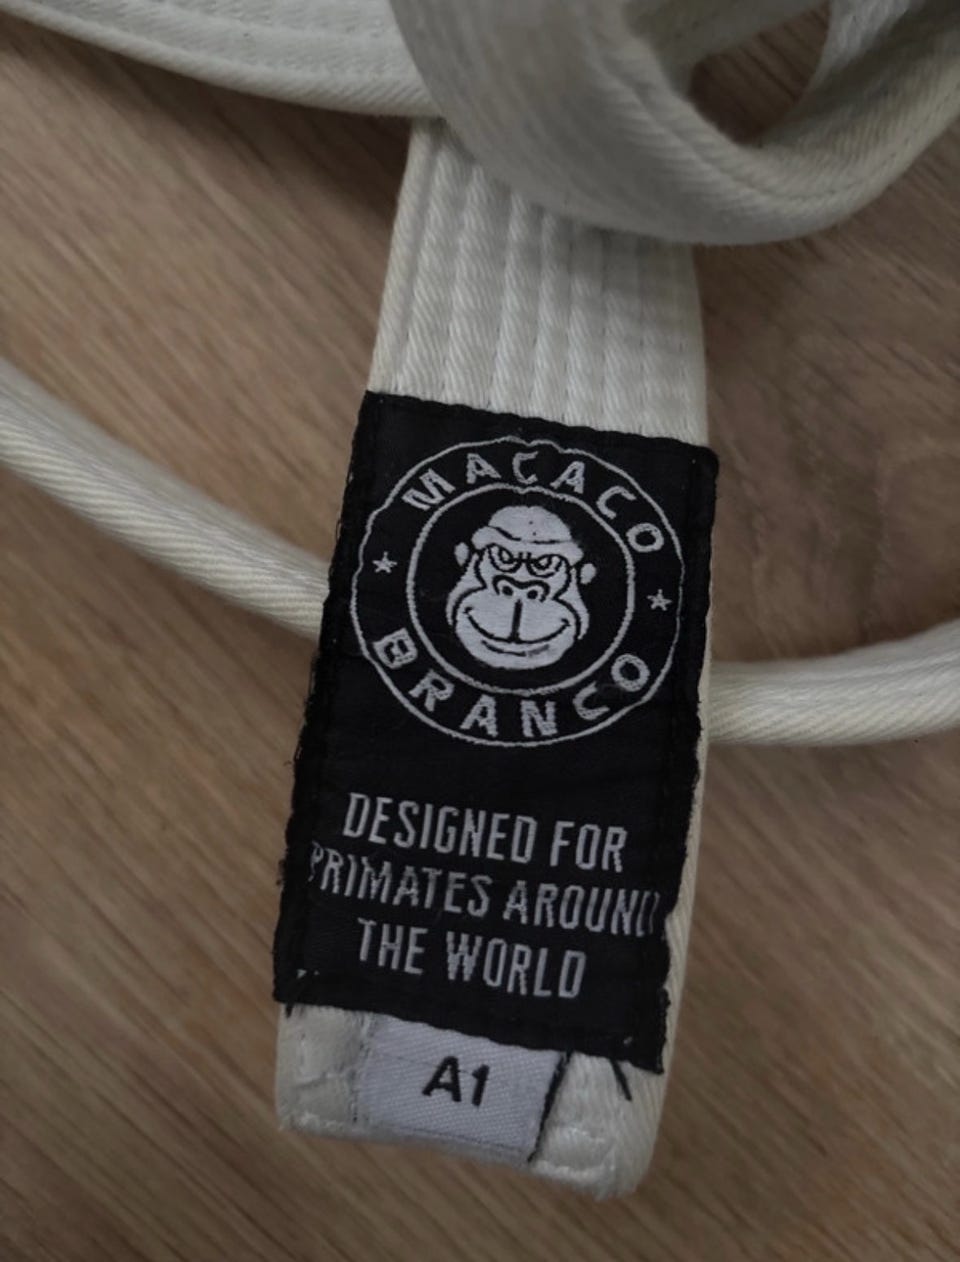 MACACO
BRANCO
DESIGNED FOR
PRIMATES AROUND
THE WORLD
A1